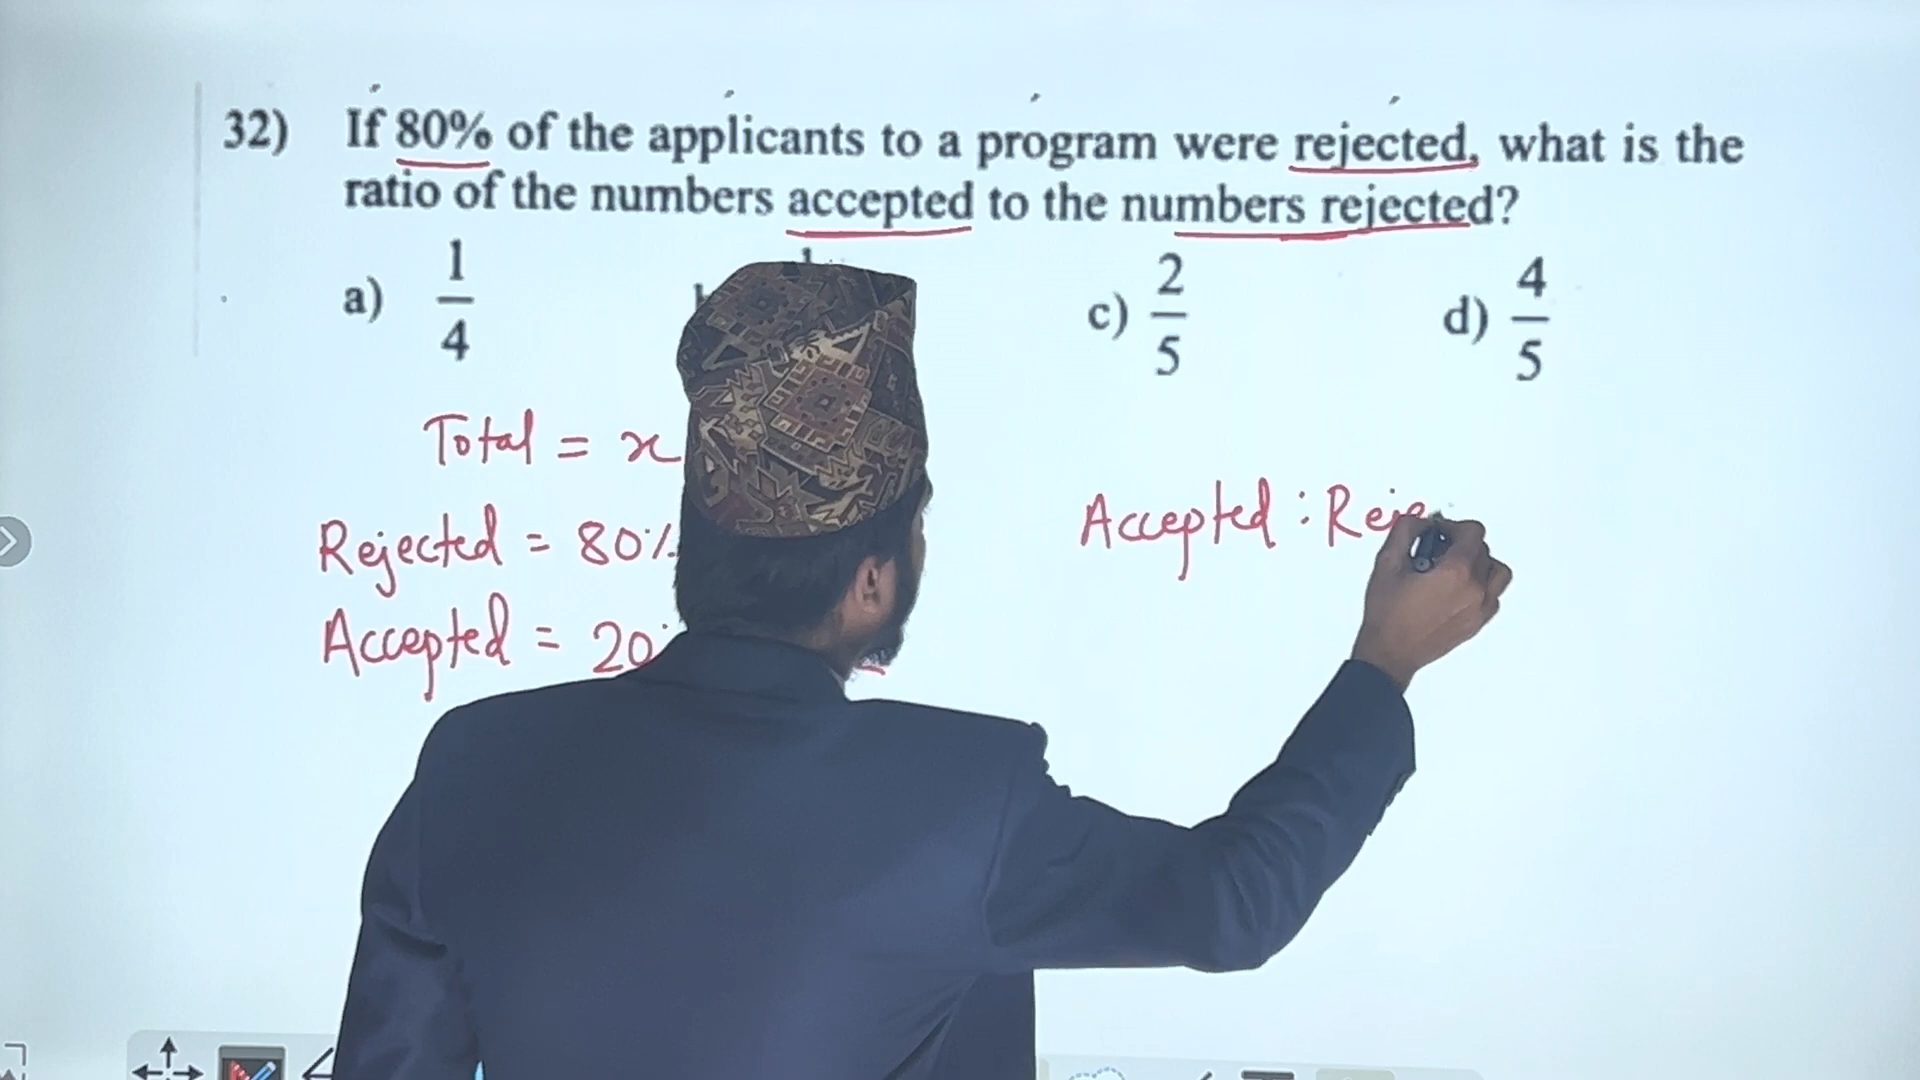 32) If 80% of the applicants to a program were rejected, what is the
ratio of the numbers accepted to the numbers rejected?
a) 1/4 c) 2/5 d) 4/5
Total = x
Rejected = 80%
Accepted = 20
Accepted : Reje